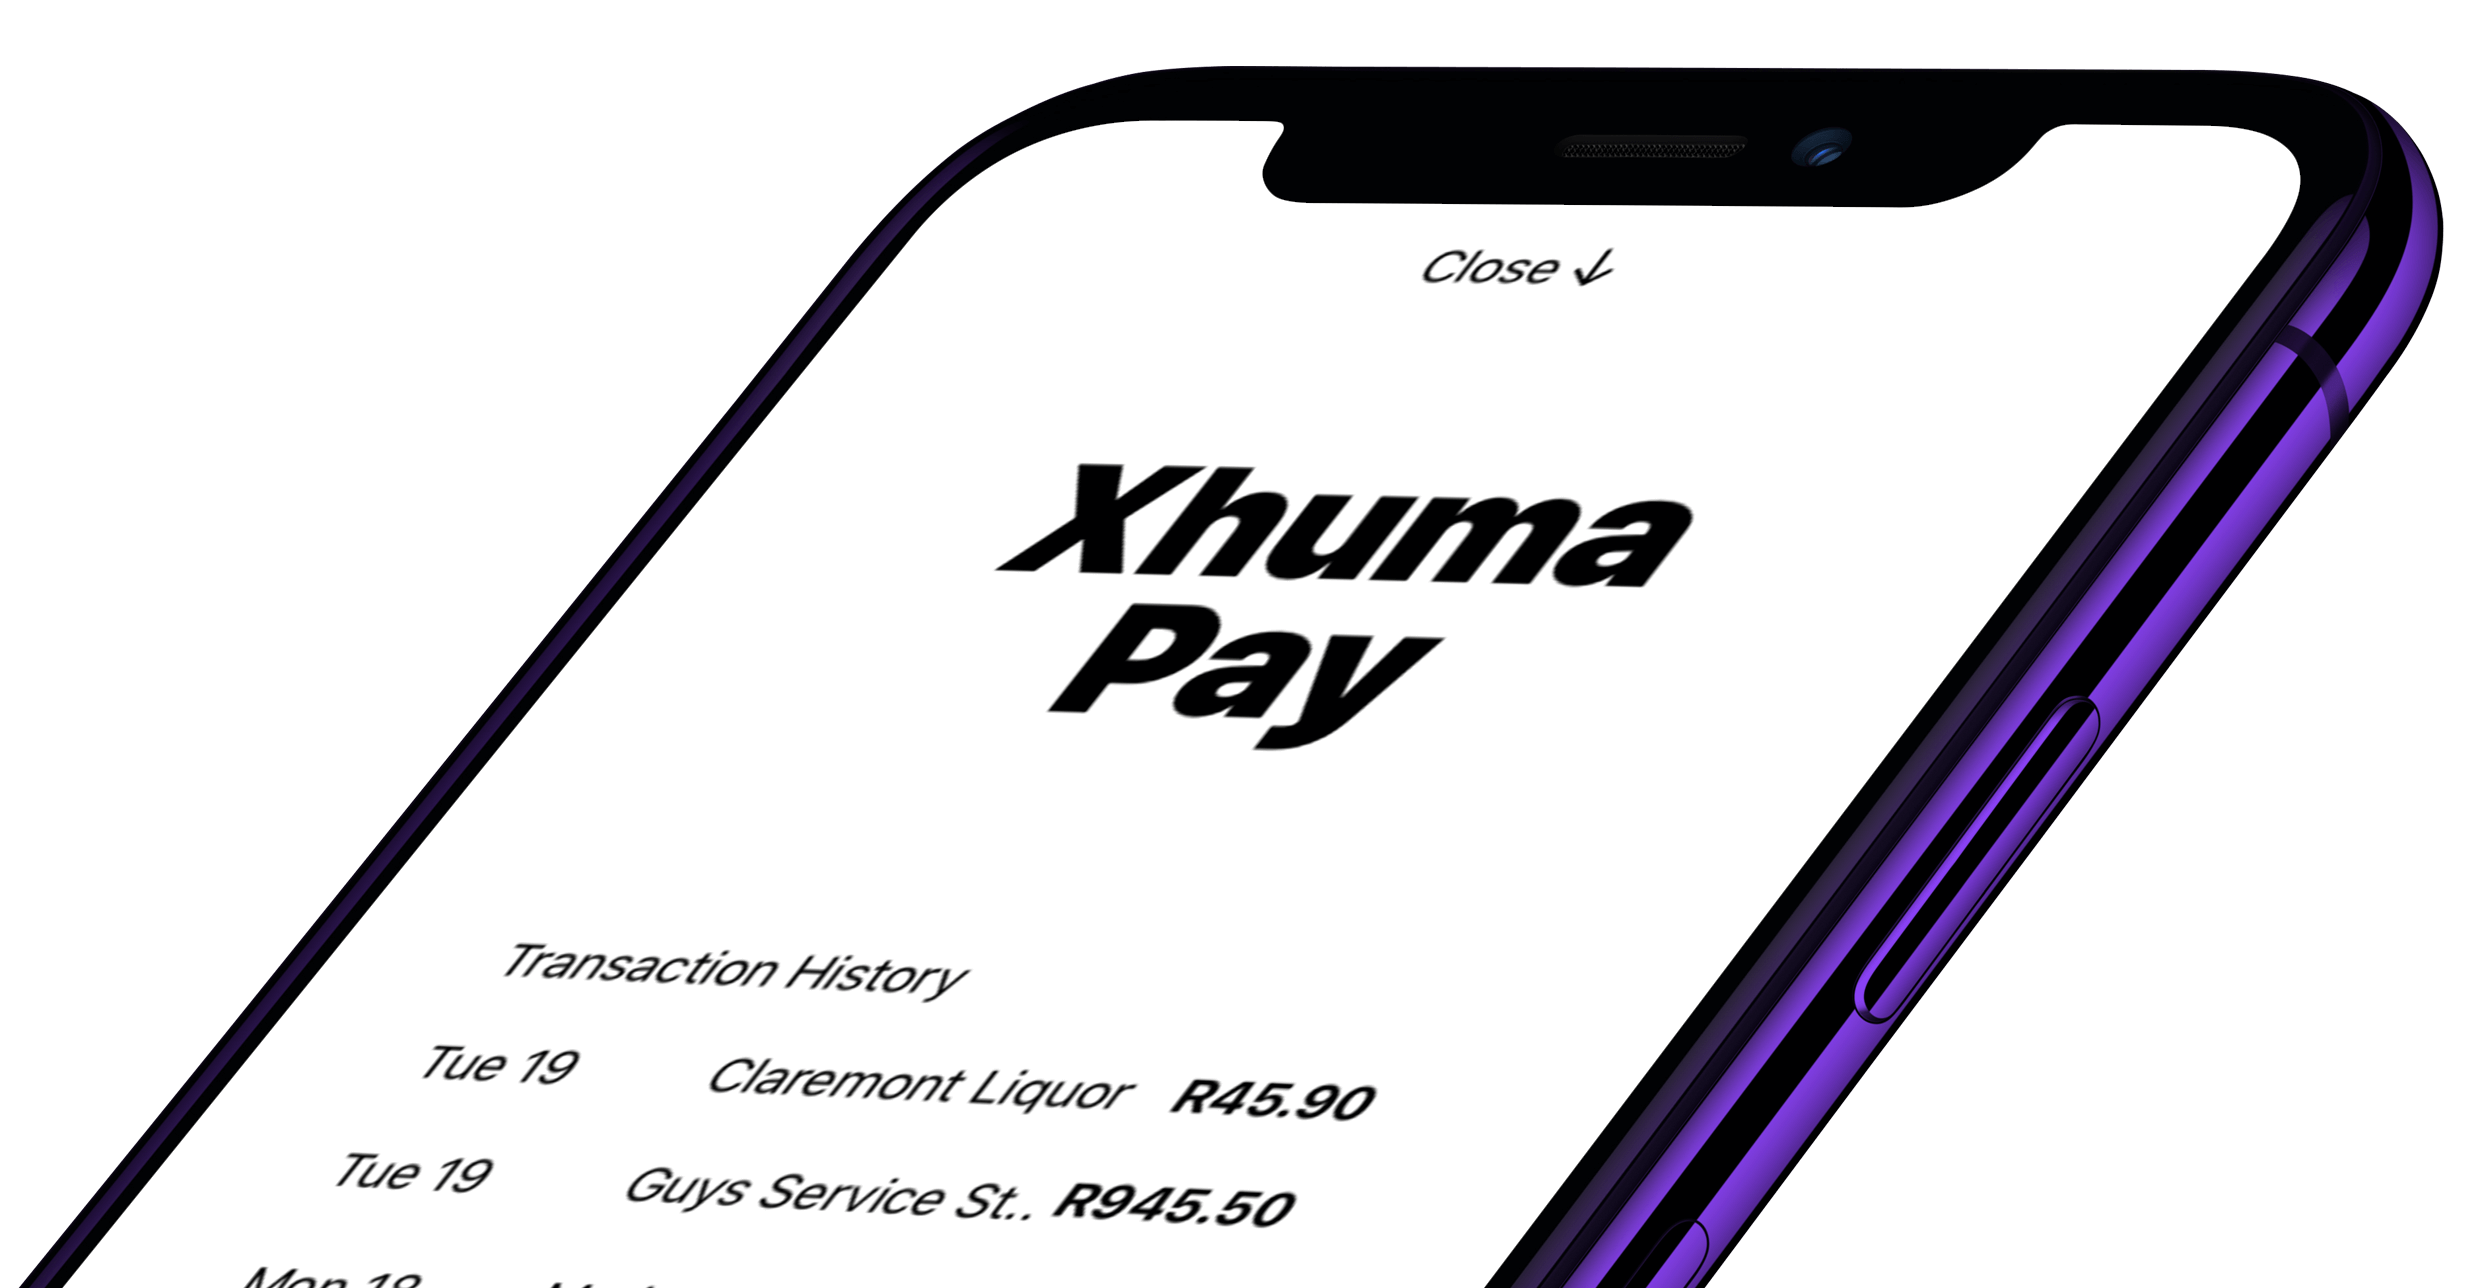 Close ↓
Xhuma
Pay
Transaction History
Tue 19 Claremont Liquor R45.90
Tue 19 Guys Service St.. R945.50
Mon 18